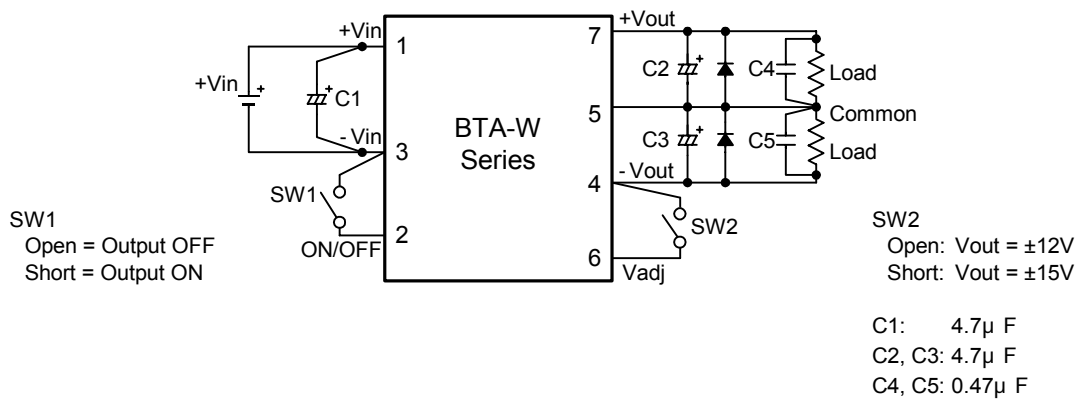 +Vout
+Vin
1
7
C2
+
C4
Load
+Vin
+
+
C1
5
Common
BTA-W
Series
C3
+
C5
Load
- Vin
3
4
- Vout
SW1
SW2
2
ON/OFF
6
Vadj
SW1
Open = Output OFF
Short = Output ON
SW2
Open: Vout = ±12V
Short: Vout = ±15V
C1: 4.7µ F
C2, C3: 4.7µ F
C4, C5: 0.47µ F